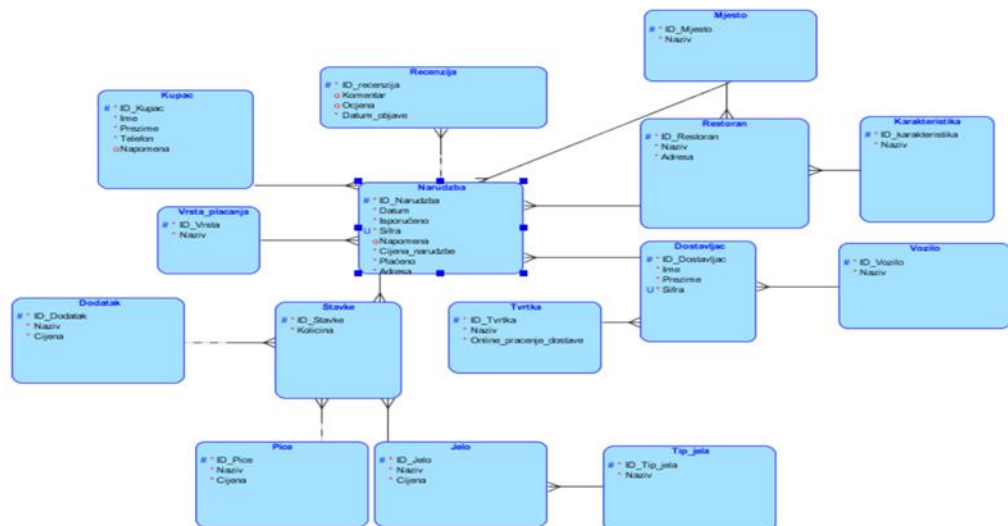 Mjesto
# * ID_Mjesto
* Naziv
Recenzija
# * ID_recenzija
o Komentar
o Ocjena
* Datum_objave
Kupac
# * ID_Kupac
* Ime
* Prezime
* Telefon
o Napomena
Restoran
# * ID_Restoran
* Naziv
* Adresa
Karakteristika
# * ID_karakteristika
* Naziv
Narudzba
# * ID_Narudzba
* Datum
* Isporučeno
U * Sifra
o Napomena
* Cijena_narudzbe
* Plaćeno
* Adresa
Vrsta_placanja
# * ID_Vrsta
* Naziv
Dostavljac
# * ID_Dostavljac
* Ime
* Prezime
U * Sifra
Vozilo
# * ID_Vozilo
* Naziv
Dodatak
# * ID_Dodatak
* Naziv
* Cijena
Stavke
# * ID_Stavke
* Kolicina
Tvrtka
# * ID_Tvrtka
* Naziv
* Online_pracenje_dostave
Pice
# * ID_Pice
* Naziv
* Cijena
Jelo
# * ID_Jelo
* Naziv
* Cijena
Tip_jela
# * ID_Tip_jela
* Naziv